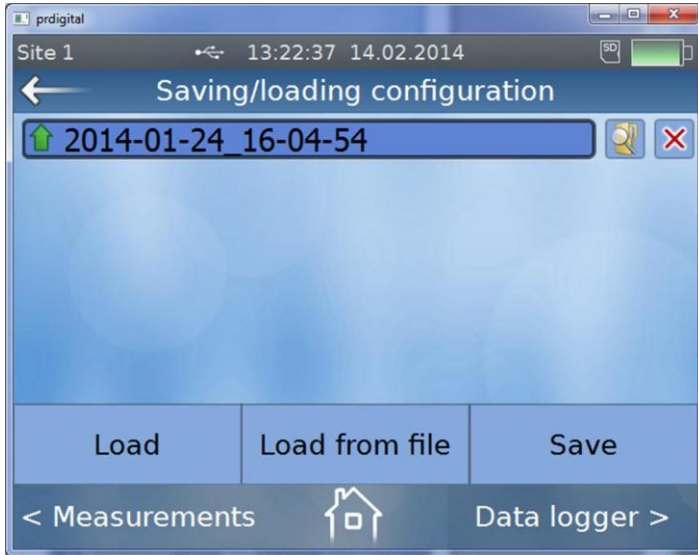 prdigital
Site 1 13:22:37 14.02.2014 SD
Saving/loading configuration
2014-01-24_16-04-54
Load Load from file Save
< Measurements Data logger >